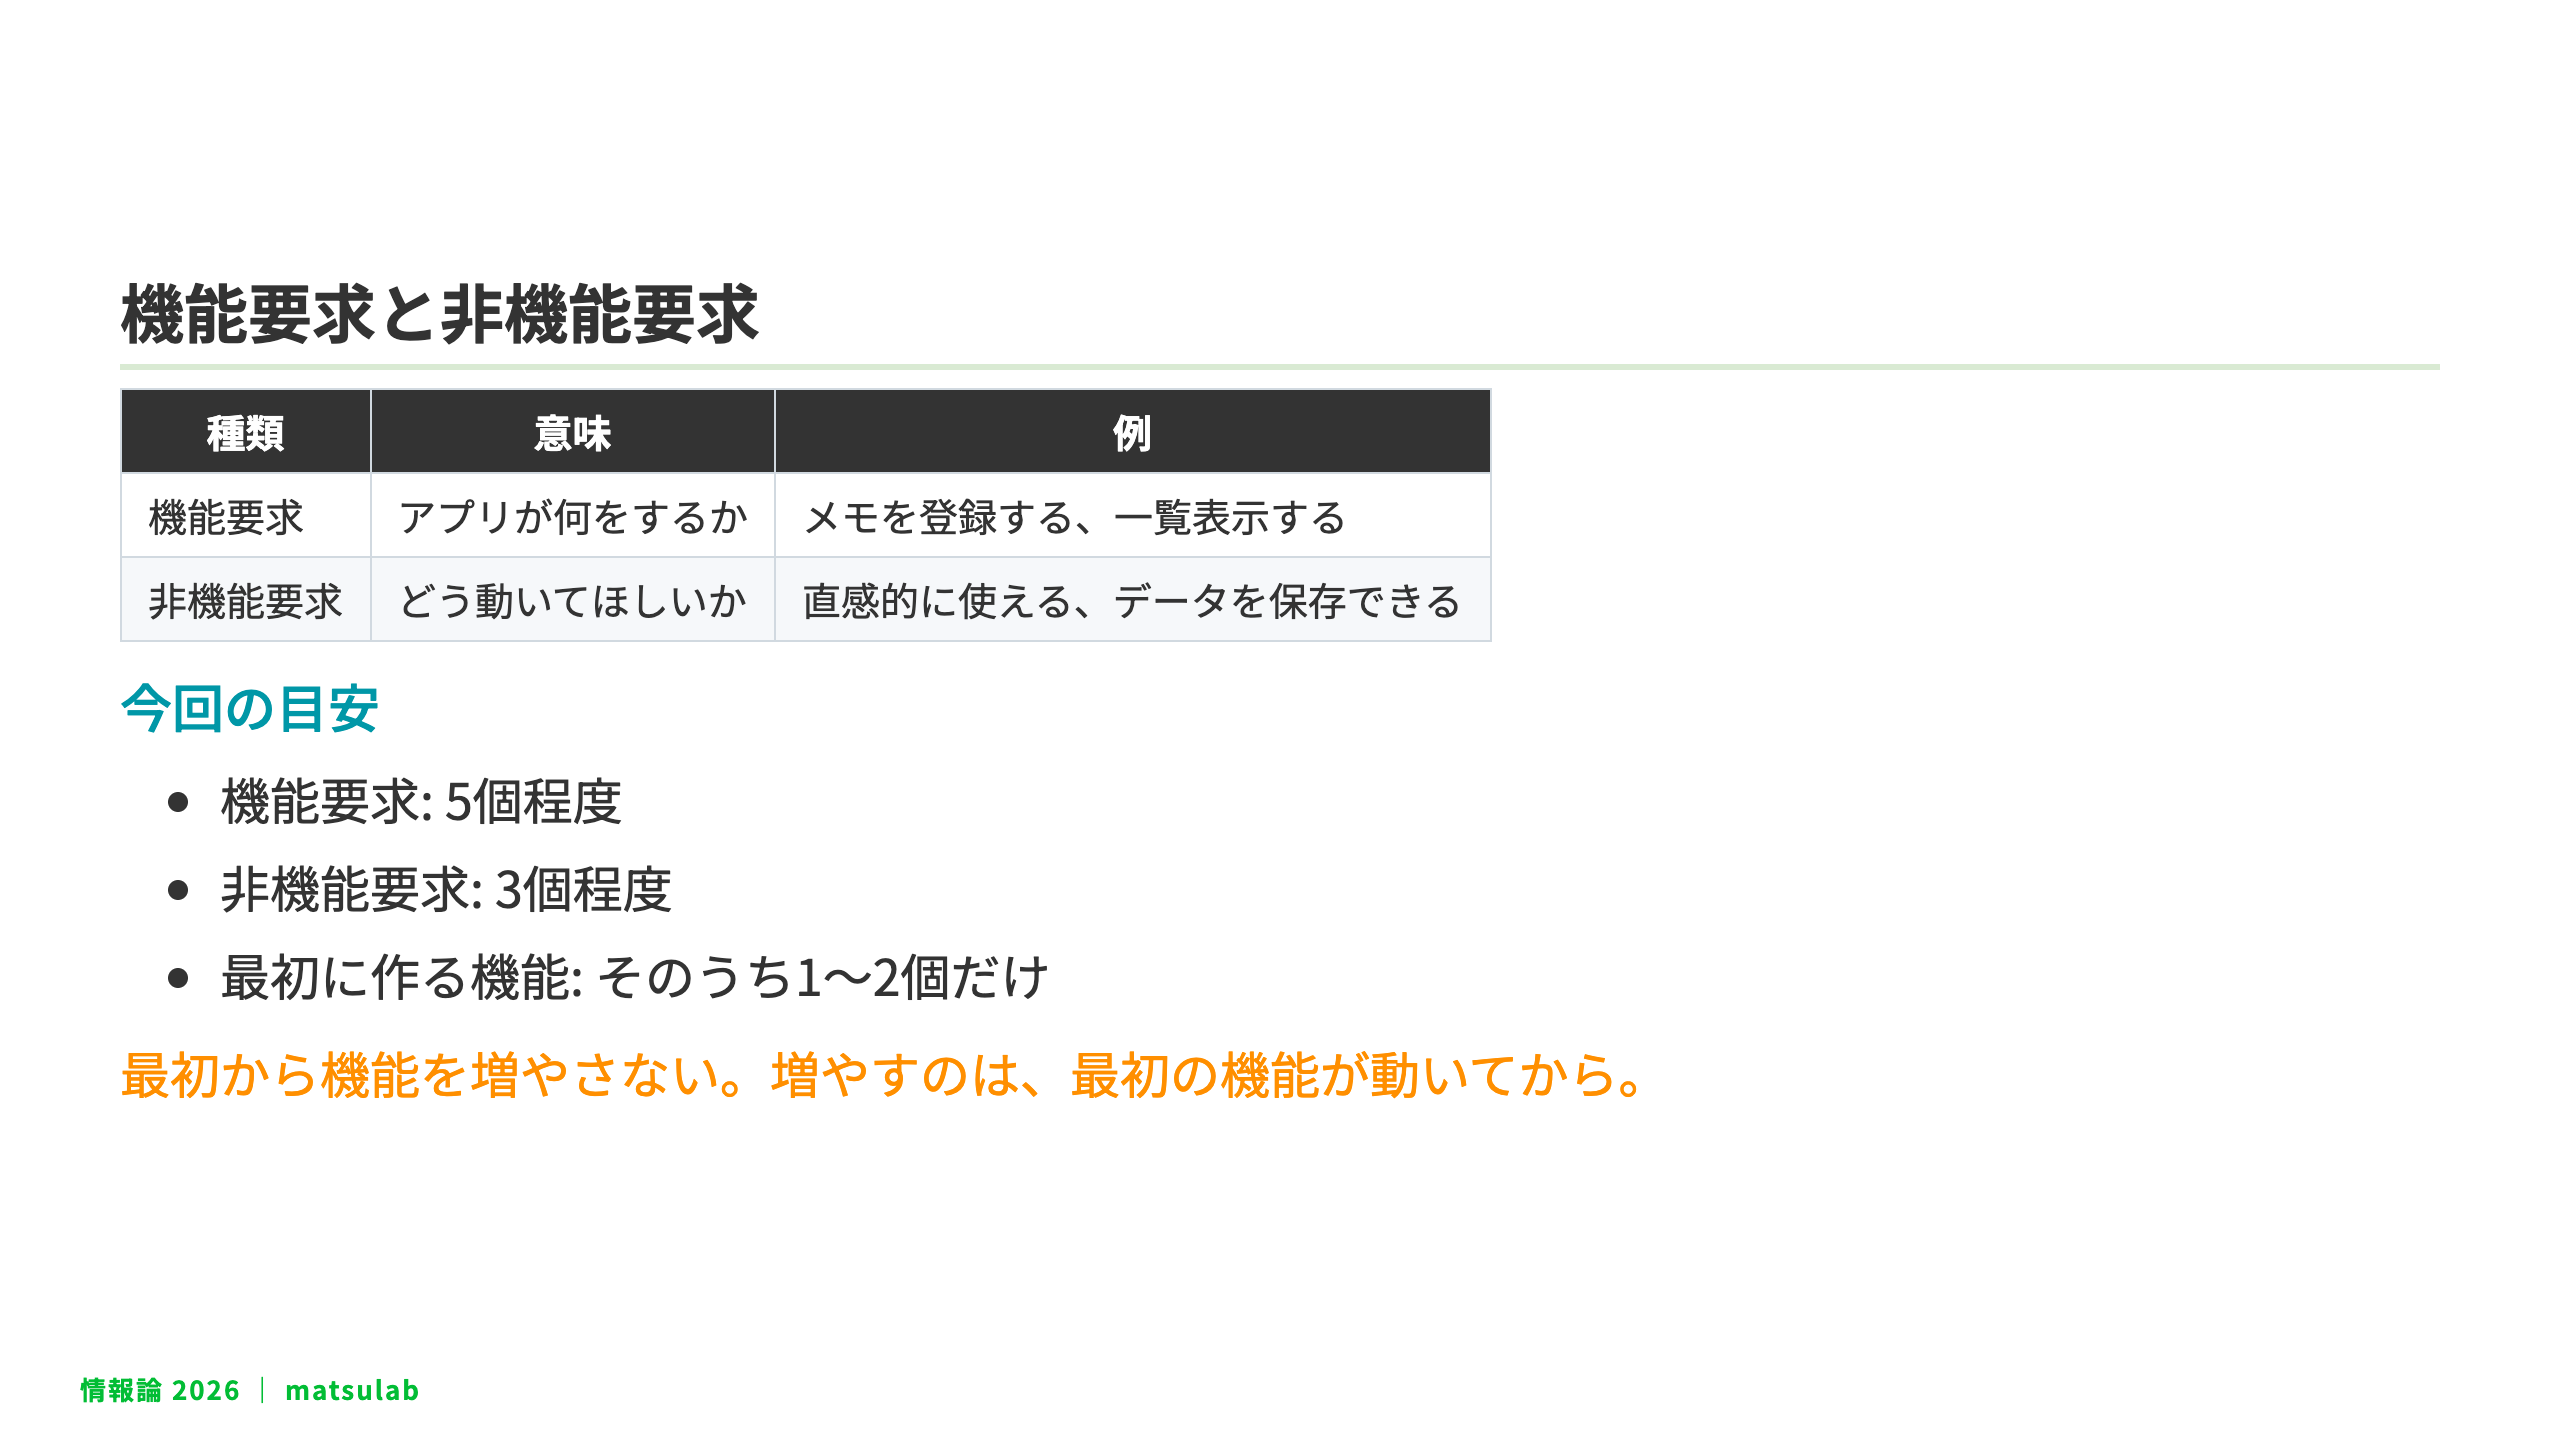 機能要求と非機能要求
種類 意味 例
機能要求 アプリが何をするか メモを登録する、一覧表示する
非機能要求 どう動いてほしいか 直感的に使える、データを保存できる
今回の目安
• 機能要求: 5個程度
• 非機能要求: 3個程度
• 最初に作る機能: そのうち1〜2個だけ
最初から機能を増やさない。増やすのは、最初の機能が動いてから。
情報論 2026 ｜ matsulab